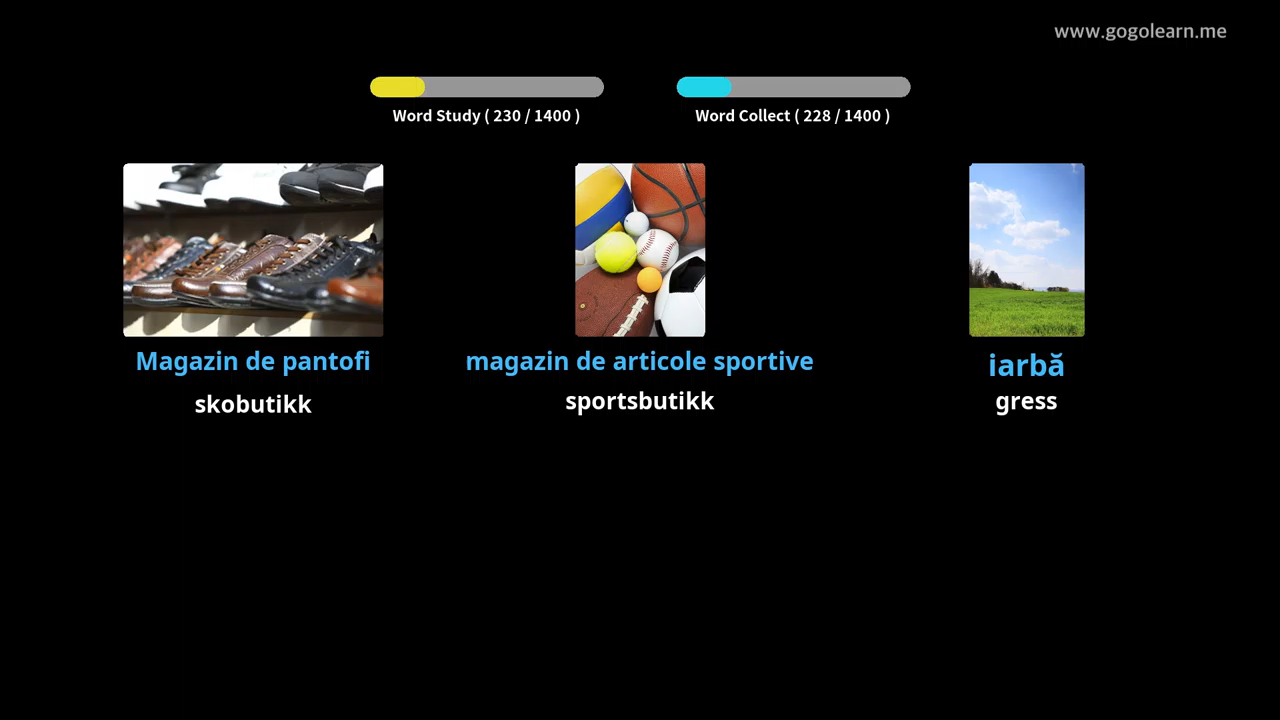 www.gogolearn.me
Word Study ( 230 / 1400 )
Word Collect ( 228 / 1400 )
Magazin de pantofi
skobutikk
magazin de articole sportive
sportsbutikk
iarbă
gress